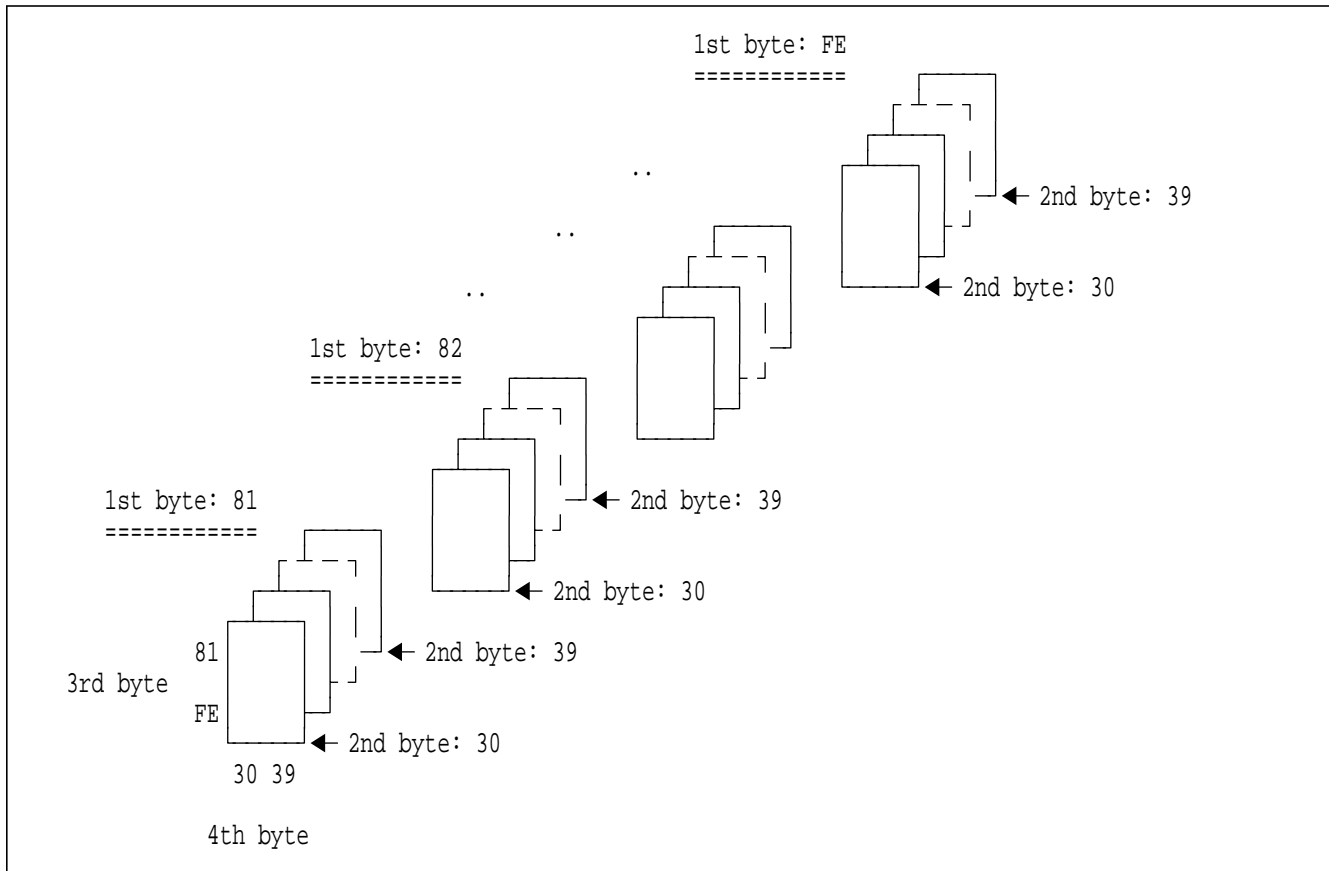 1st byte: FE
============
..
2nd byte: 39
..
2nd byte: 30
..
1st byte: 82
============
1st byte: 81
2nd byte: 39
============
2nd byte: 30
81
2nd byte: 39
3rd byte
FE
2nd byte: 30
30 39
4th byte